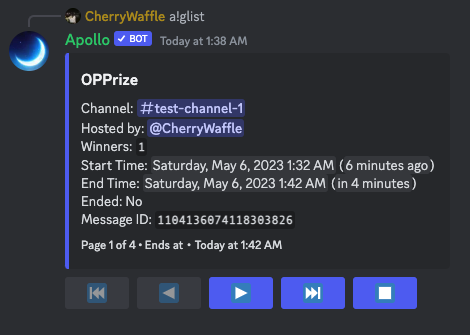 CherryWaffle a!glist
Apollo ✓ BOT Today at 1:38 AM
OPPrize
Channel: #test-channel-1
Hosted by: @CherryWaffle
Winners: 1
Start Time: Saturday, May 6, 2023 1:32 AM (6 minutes ago)
End Time: Saturday, May 6, 2023 1:42 AM (in 4 minutes)
Ended: No
Message ID: 1104136074118303826
Page 1 of 4 • Ends at • Today at 1:42 AM